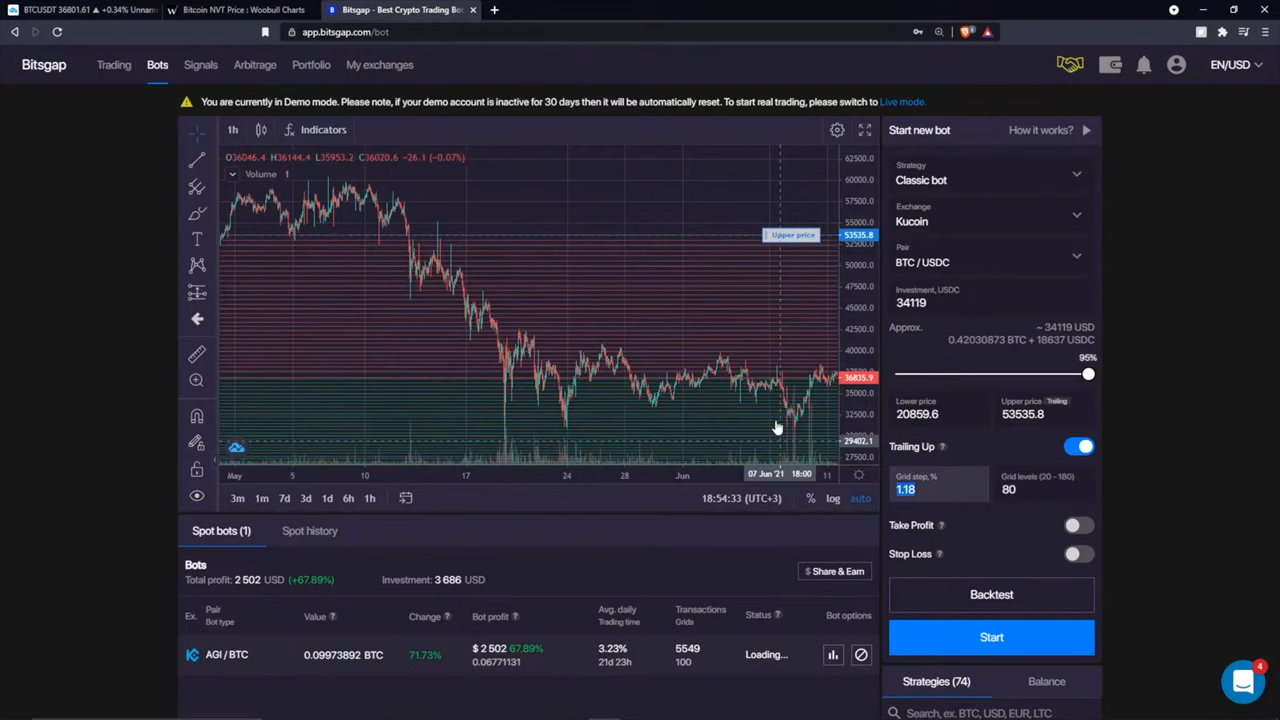 BTCUSDT 36801.61 ▲ +0.34% Unnam
Bitcoin NVT Price : Woobull Charts
Bitsgap - Best Crypto Trading Bo
app.bitsgap.com/bot
Bitsgap
Trading
Bots
Signals
Arbitrage
Portfolio
My exchanges
EN/USD
You are currently in Demo mode. Please note, if your demo account is inactive for 30 days then it will be automatically reset. To start real trading, please switch to Live mode.
1h
Indicators
O36046.4 H36144.4 L35953.2 C36020.6 -26.1 (-0.07%)
Volume 1
Upper price
62500.0
60000.0
57500.0
55000.0
53535.8
52500.0
50000.0
47500.0
45000.0
42500.0
40000.0
36835.9
35000.0
32500.0
29402.1
27500.0
May
5
10
17
24
28
Jun
07 Jun '21 18:00
11
3m
1m
7d
3d
1d
6h
1h
18:54:33 (UTC+3)
%
log
auto
Start new bot
How it works?
Strategy
Classic bot
Exchange
Kucoin
Pair
BTC / USDC
Investment, USDC
34119
Approx.
~ 34119 USD
0.42030873 BTC + 18637 USDC
95%
Lower price
20859.6
Upper price Trailing
53535.8
Trailing Up ?
Grid step, %
1.18
Grid levels (20 - 180)
80
Take Profit ?
Stop Loss ?
Backtest
Start
Strategies (74)
Balance
Search, ex. BTC, USD, EUR, LTC
4
Spot bots (1)
Spot history
Bots
Total profit: 2 502 USD (+67.89%)
Investment: 3 686 USD
$ Share & Earn
Ex.
Pair
Bot type
Value ?
Change ?
Bot profit ?
Avg. daily
Trading time
Transactions
Grids
Status ?
Bot options
AGI / BTC
0.09973892 BTC
71.73%
$ 2 502 67.89%
0.06771131
3.23%
21d 23h
5549
100
Loading...